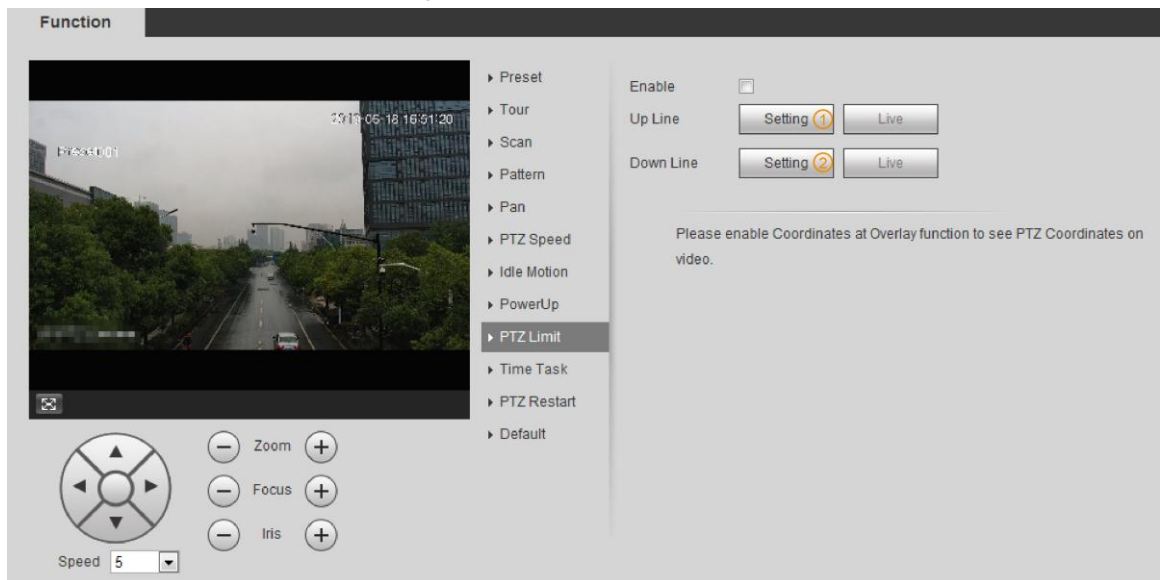 Function
2018-05-18 16:51:20
Preset01
Preset
Tour
Scan
Pattern
Pan
PTZ Speed
Idle Motion
PowerUp
PTZ Limit
Time Task
PTZ Restart
Default
Enable
Up Line Setting 1 Live
Down Line Setting 2 Live
Please enable Coordinates at Overlay function to see PTZ Coordinates on
video.
Zoom
Focus
Iris
Speed 5